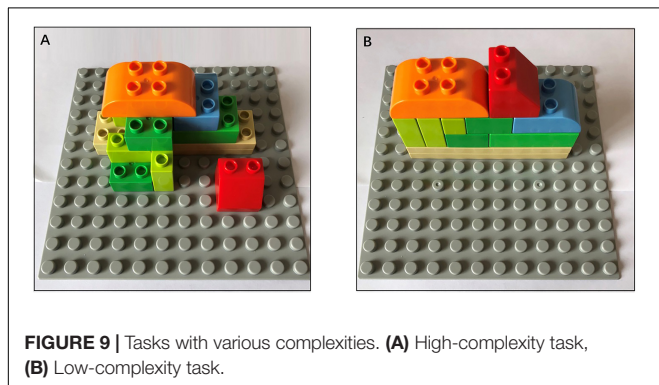 A
B
FIGURE 9 | Tasks with various complexities. (A) High-complexity task,
(B) Low-complexity task.